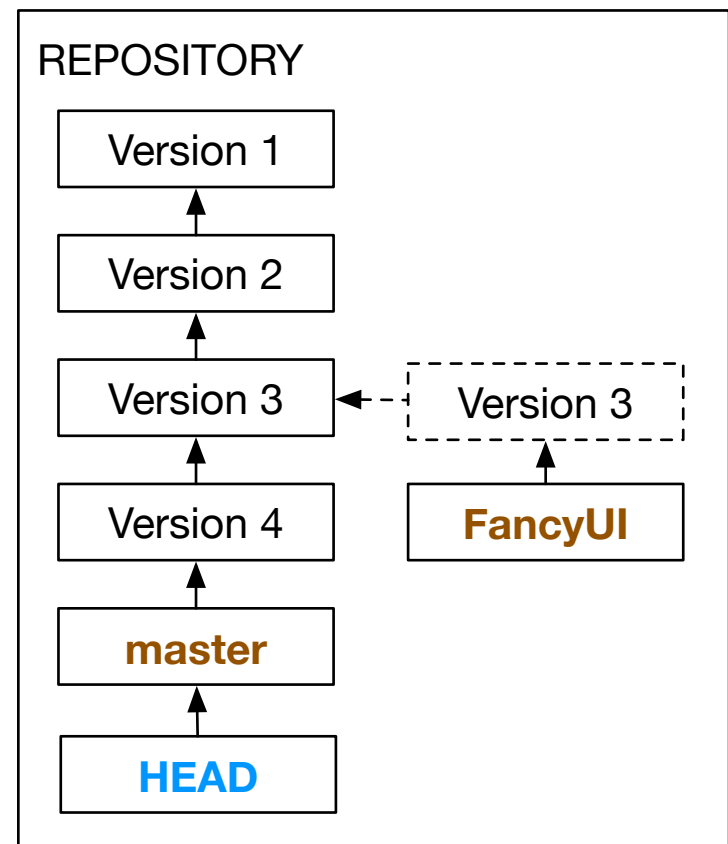 REPOSITORY
Version 1
Version 2
Version 3
Version 3
Version 4
FancyUI
master
HEAD